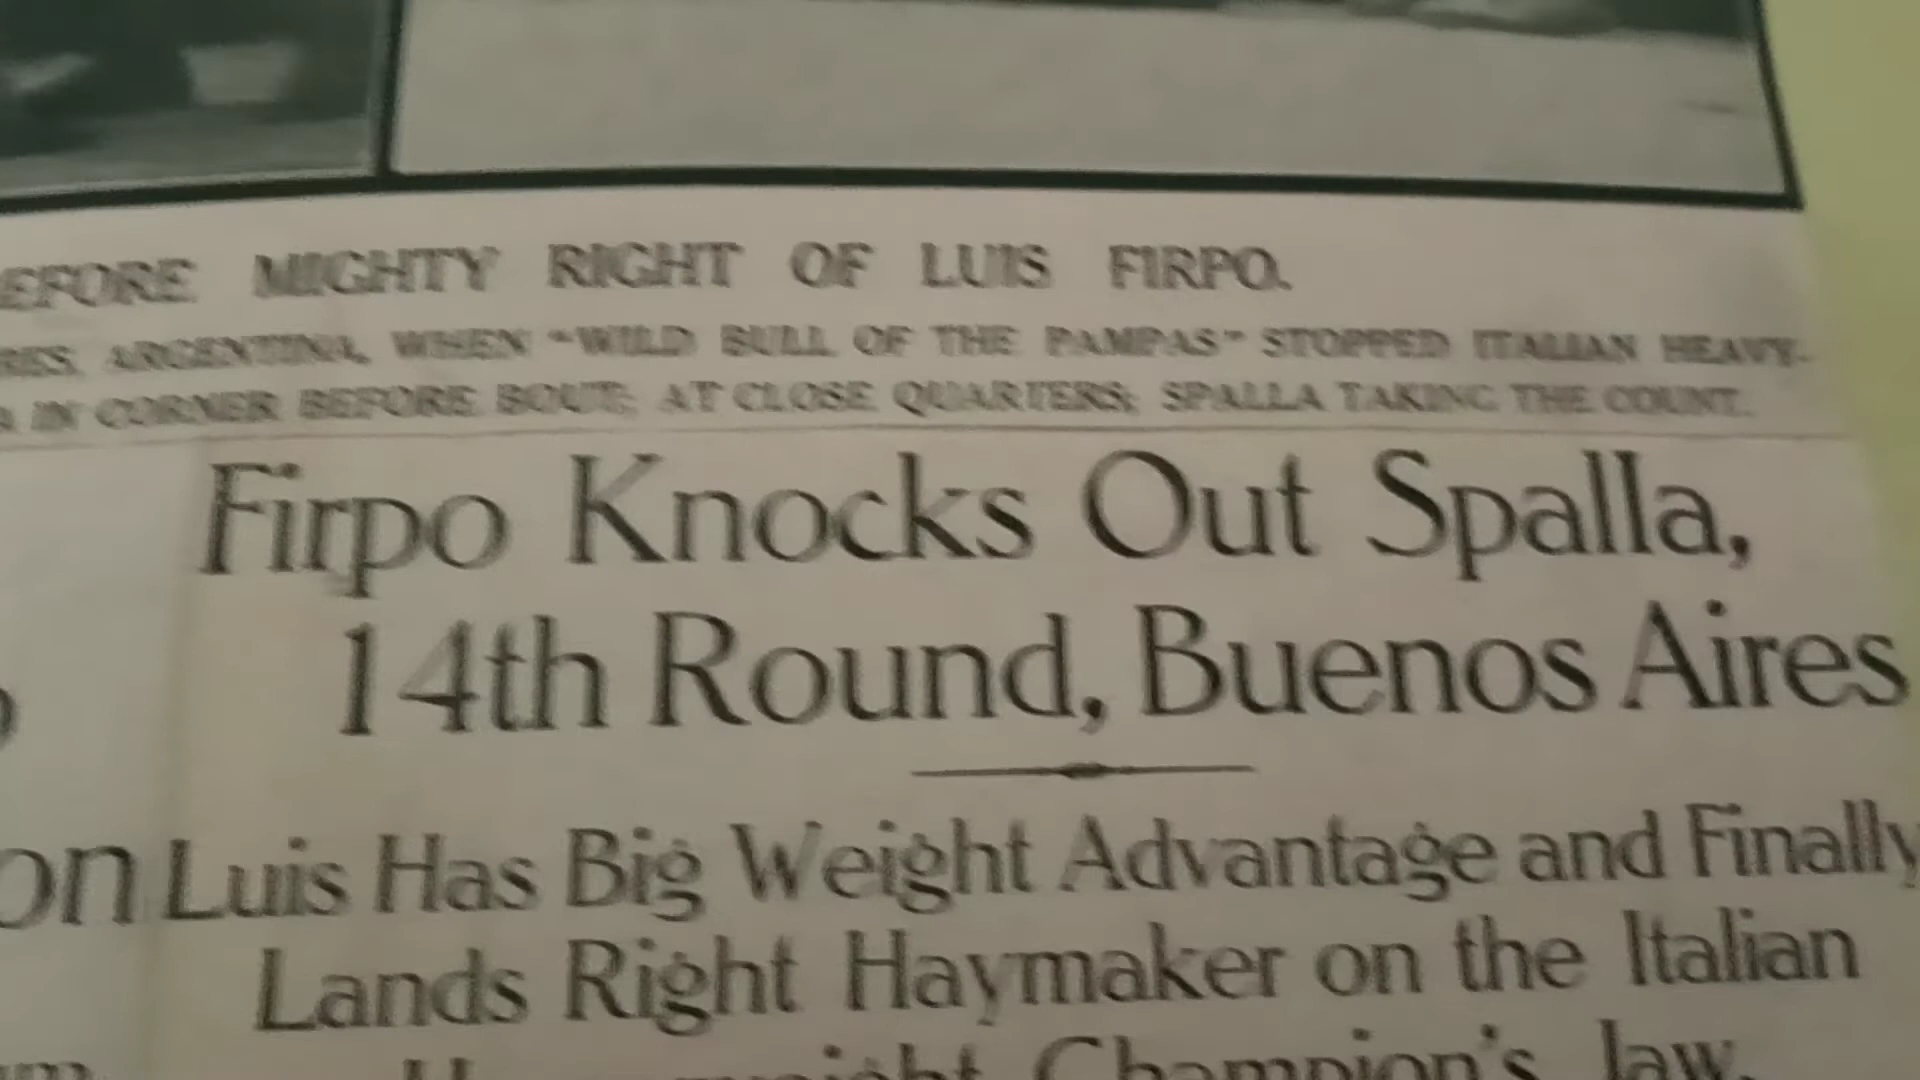 EFORE MIGHTY RIGHT OF LUIS FIRPO.
RES, ARGENTINA, WHEN "WILD BULL OF THE PAMPAS" STOPPED ITALIAN HEAVY-
A IN CORNER BEFORE BOUT; AT CLOSE QUARTERS; SPALLA TAKING THE COUNT.
Firpo Knocks Out Spalla,
14th Round, Buenos Aires
on
Luis Has Big Weight Advantage and Finally
Lands Right Haymaker on the Italian
Champion's Jaw.